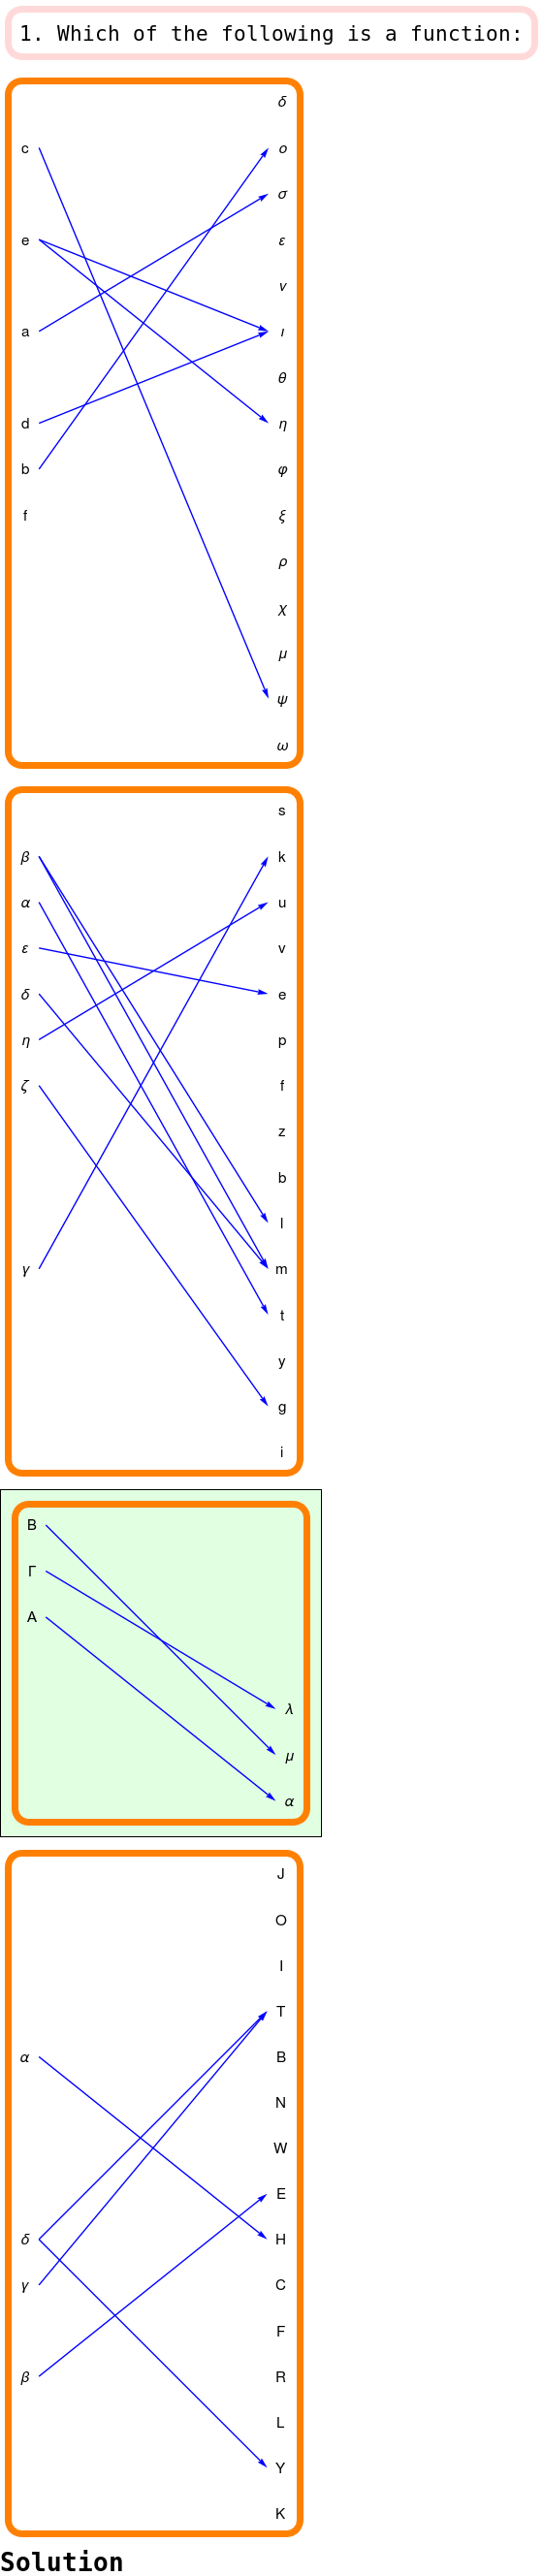 1. Which of the following is a function:
δ
c ο
σ
e ε
ν
a ι
θ
d η
b φ
f ξ
ρ
χ
μ
ψ
ω
s
β k
α u
ε v
δ e
η p
ζ f
z
b
l
γ m
t
y
g
i
Β
Γ
Α
λ
μ
α
J
O
I
T
α B
N
W
E
δ H
γ C
F
β R
L
Y
K
Solution